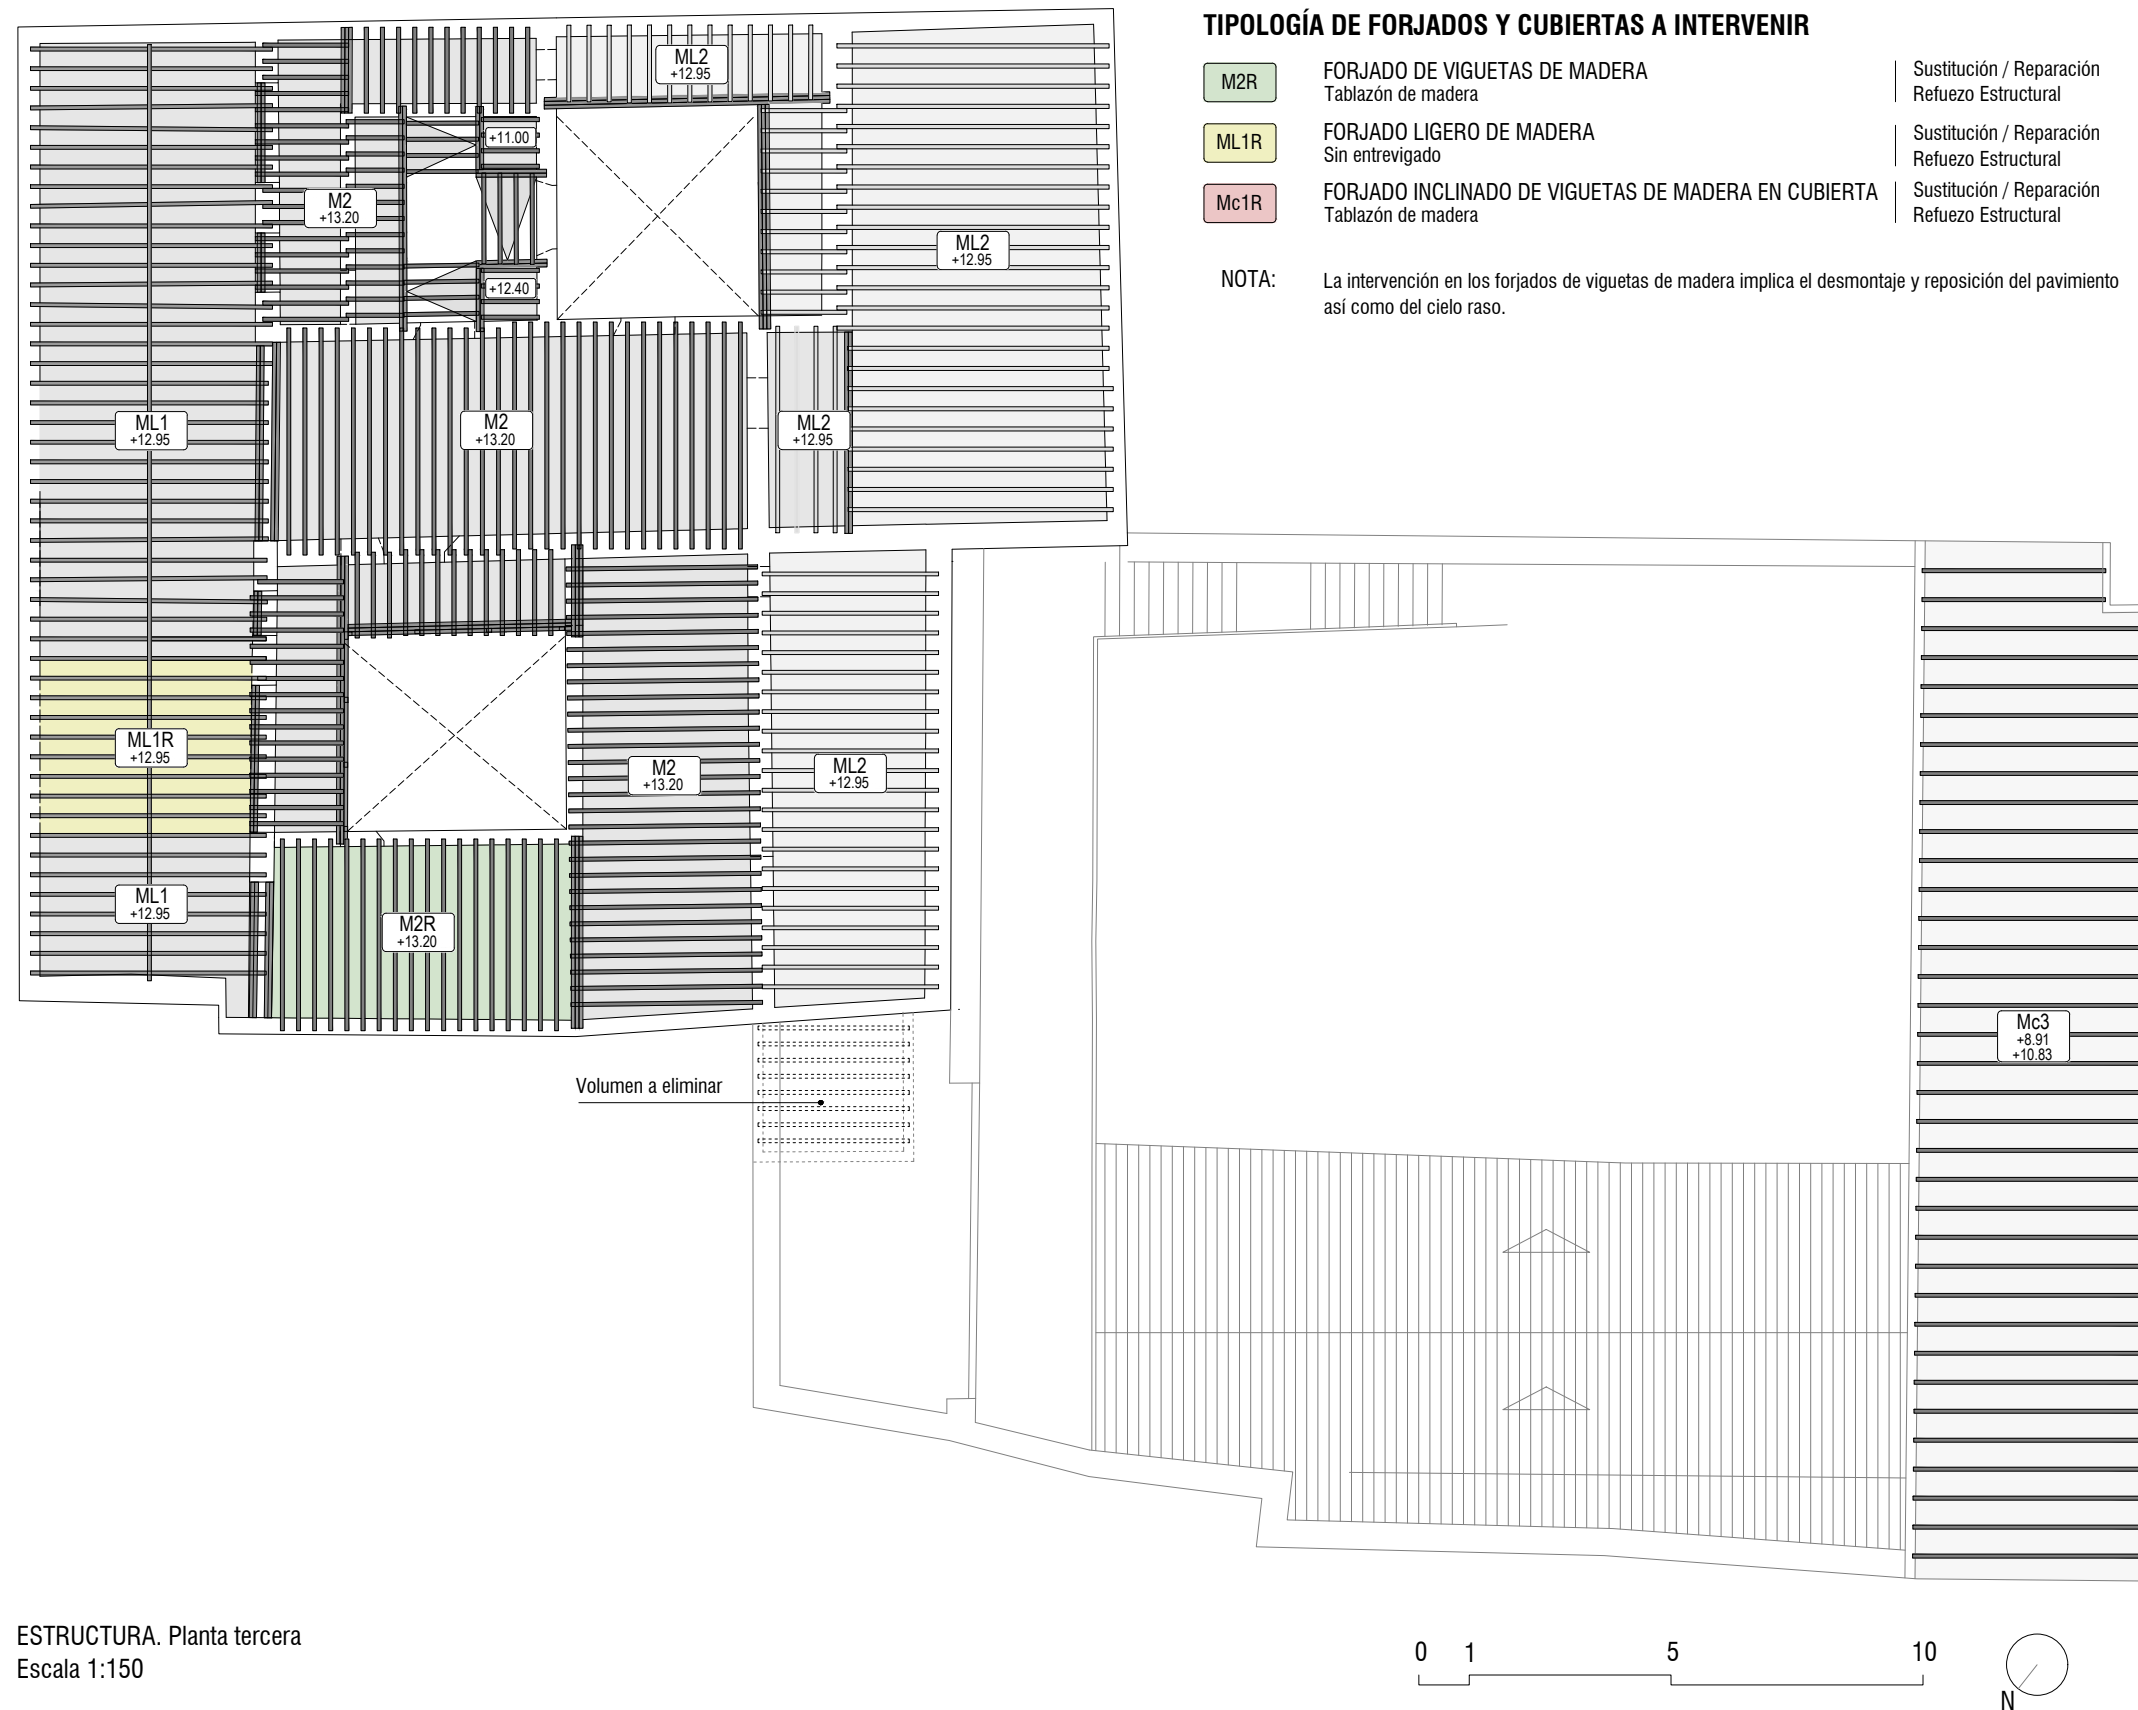 TIPOLOGÍA DE FORJADOS Y CUBIERTAS A INTERVENIR
M2R
FORJADO DE VIGUETAS DE MADERA
Tablazón de madera
Sustitución / Reparación
Refuezo Estructural
ML1R
FORJADO LIGERO DE MADERA
Sin entrevigado
Sustitución / Reparación
Refuezo Estructural
Mc1R
FORJADO INCLINADO DE VIGUETAS DE MADERA EN CUBIERTA
Tablazón de madera
Sustitución / Reparación
Refuezo Estructural
NOTA:
La intervención en los forjados de viguetas de madera implica el desmontaje y reposición del pavimiento
así como del cielo raso.
ML2
+12.95
+11.00
M2
+13.20
ML2
+12.95
+12.40
ML1
+12.95
M2
+13.20
ML2
+12.95
ML1R
+12.95
M2
+13.20
ML2
+12.95
ML1
+12.95
M2R
+13.20
Mc3
+8.91
+10.83
Volumen a eliminar
ESTRUCTURA. Planta tercera
Escala 1:150
0 1 5 10
N